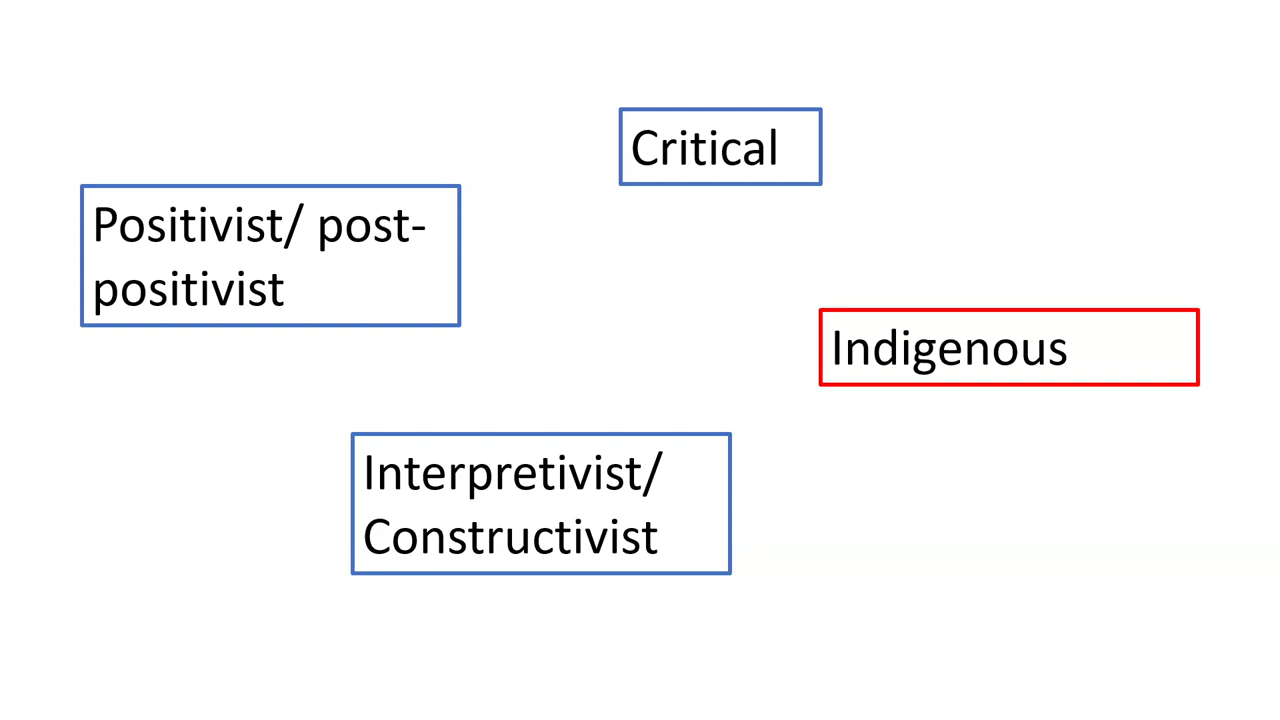 Critical
Positivist/ post-
positivist
Indigenous
Interpretivist/
Constructivist